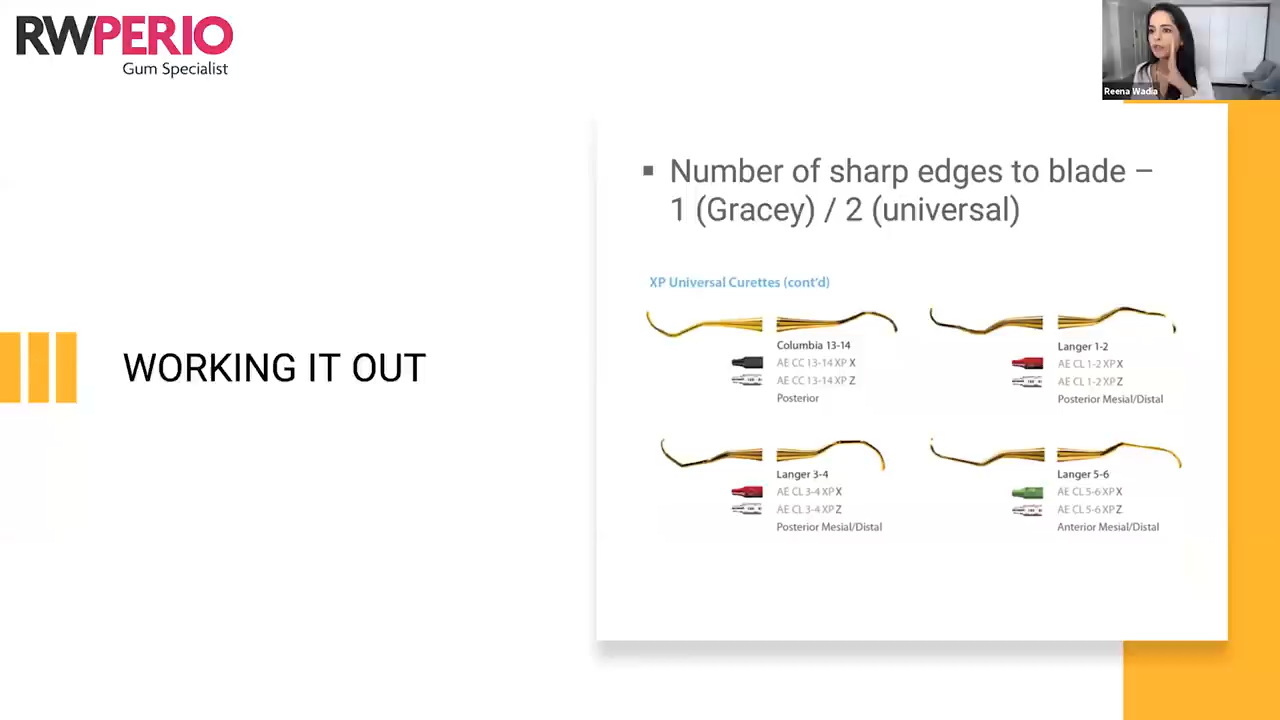 RWPERIO
Gum Specialist
Reena Wadia
▪ Number of sharp edges to blade –
1 (Gracey) / 2 (universal)
WORKING IT OUT
XP Universal Curettes (cont'd)
Columbia 13-14
AE CC 13-14 XP X
AE CC 13-14 XP Z
Posterior
Langer 1-2
AE CL 1-2 XP X
AE CL 1-2 XP Z
Posterior Mesial/Distal
Langer 3-4
AE CL 3-4 XP X
AE CL 3-4 XP Z
Posterior Mesial/Distal
Langer 5-6
AE CL 5-6 XP X
AE CL 5-6 XP Z
Anterior Mesial/Distal